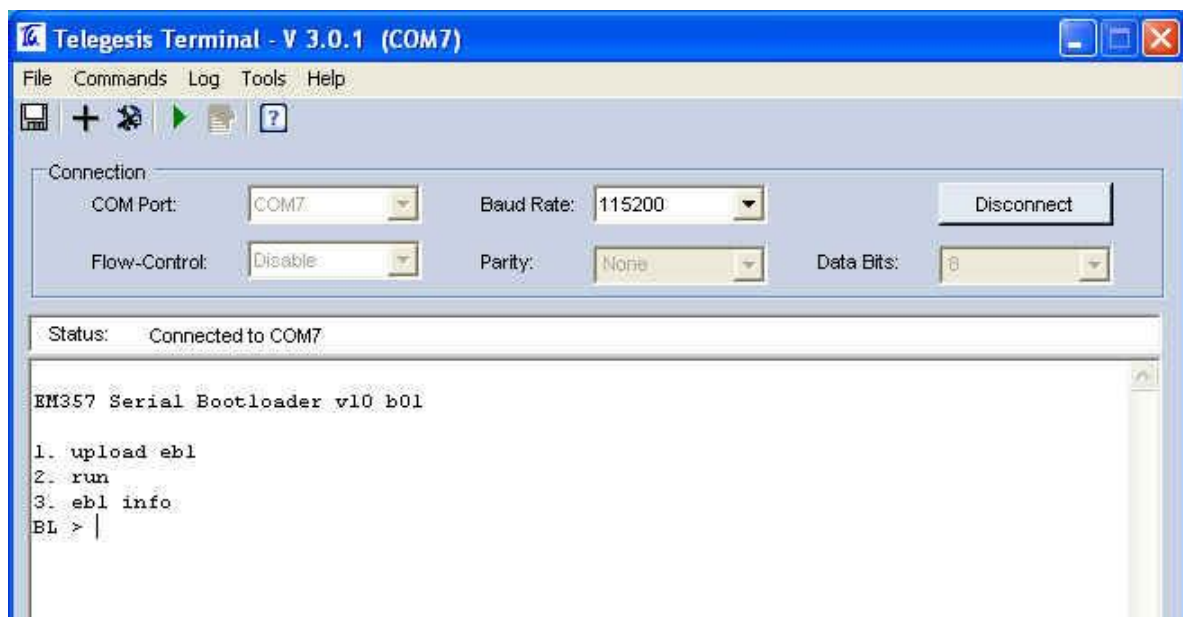 Telegesis Terminal - V 3.0.1 (COM7)
File Commands Log Tools Help
?
Connection
COM Port: COM7 Baud Rate: 115200 Disconnect
Flow-Control: Disable Parity: None Data Bits: 8
Status: Connected to COM7
EM357 Serial Bootloader v10 b01
1. upload ebl
2. run
3. ebl info
BL >